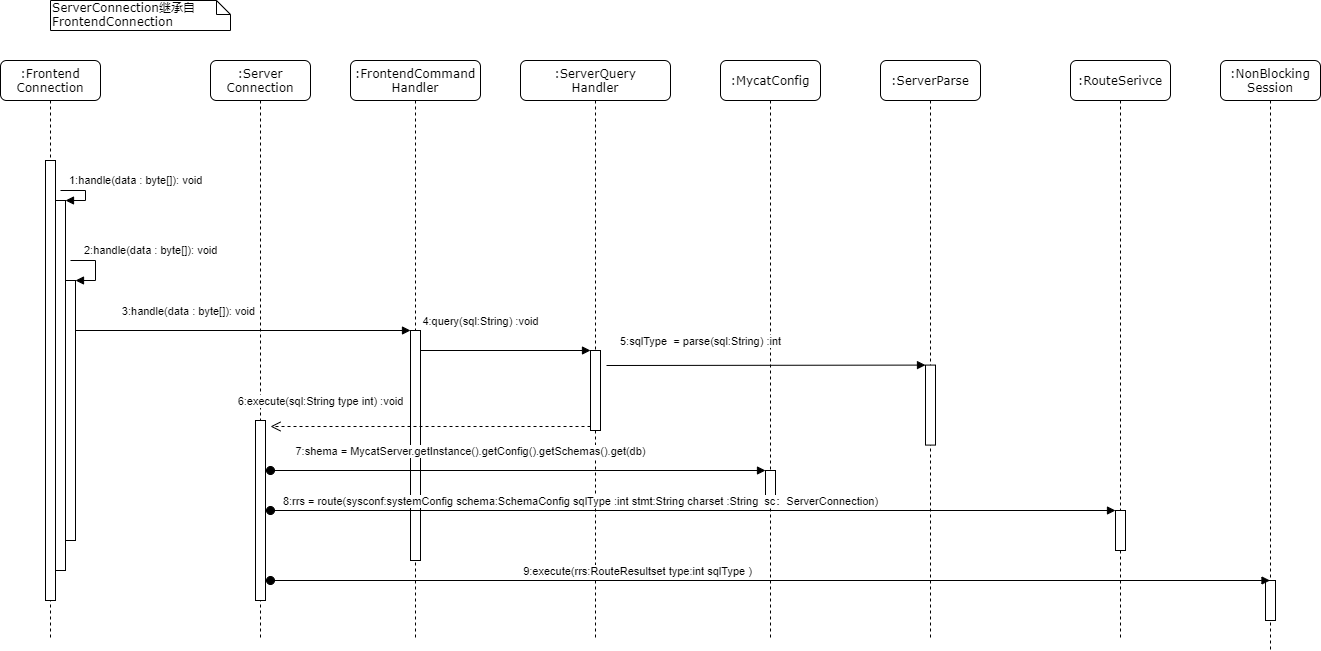 ServerConnection继承自
FrontendConnection
:Frontend
Connection
:Server
Connection
:FrontendCommand
Handler
:ServerQuery
Handler
:MycatConfig
:ServerParse
:RouteSerivce
:NonBlocking
Session
1:handle(data : byte[]): void
2:handle(data : byte[]): void
3:handle(data : byte[]): void
4:query(sql:String) :void
5:sqlType = parse(sql:String) :int
6:execute(sql:String type int) :void
7:shema = MycatServer.getInstance().getConfig().getSchemas().get(db)
8:rrs = route(sysconf:systemConfig schema:SchemaConfig sqlType :int stmt:String charset :String sc： ServerConnection)
9:execute(rrs:RouteResultset type:int sqlType )